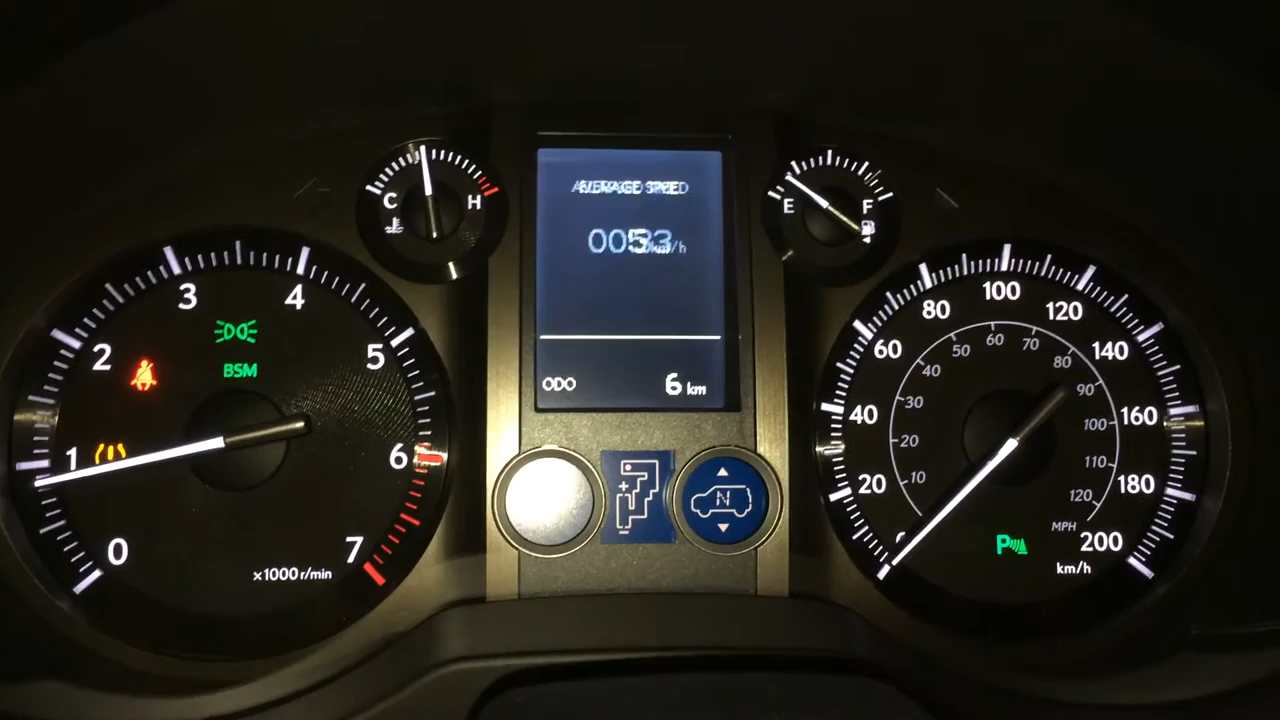 C H
AVERAGE SPEED
km/h
ODO 6 km
E F
0 1 2 3 4 5 6 7
BSM
x1000 r/min
N
20 40 60 80 100 120 140 160 180 200
10 20 30 40 50 60 70 80 90 100 110 120
MPH
km/h
P